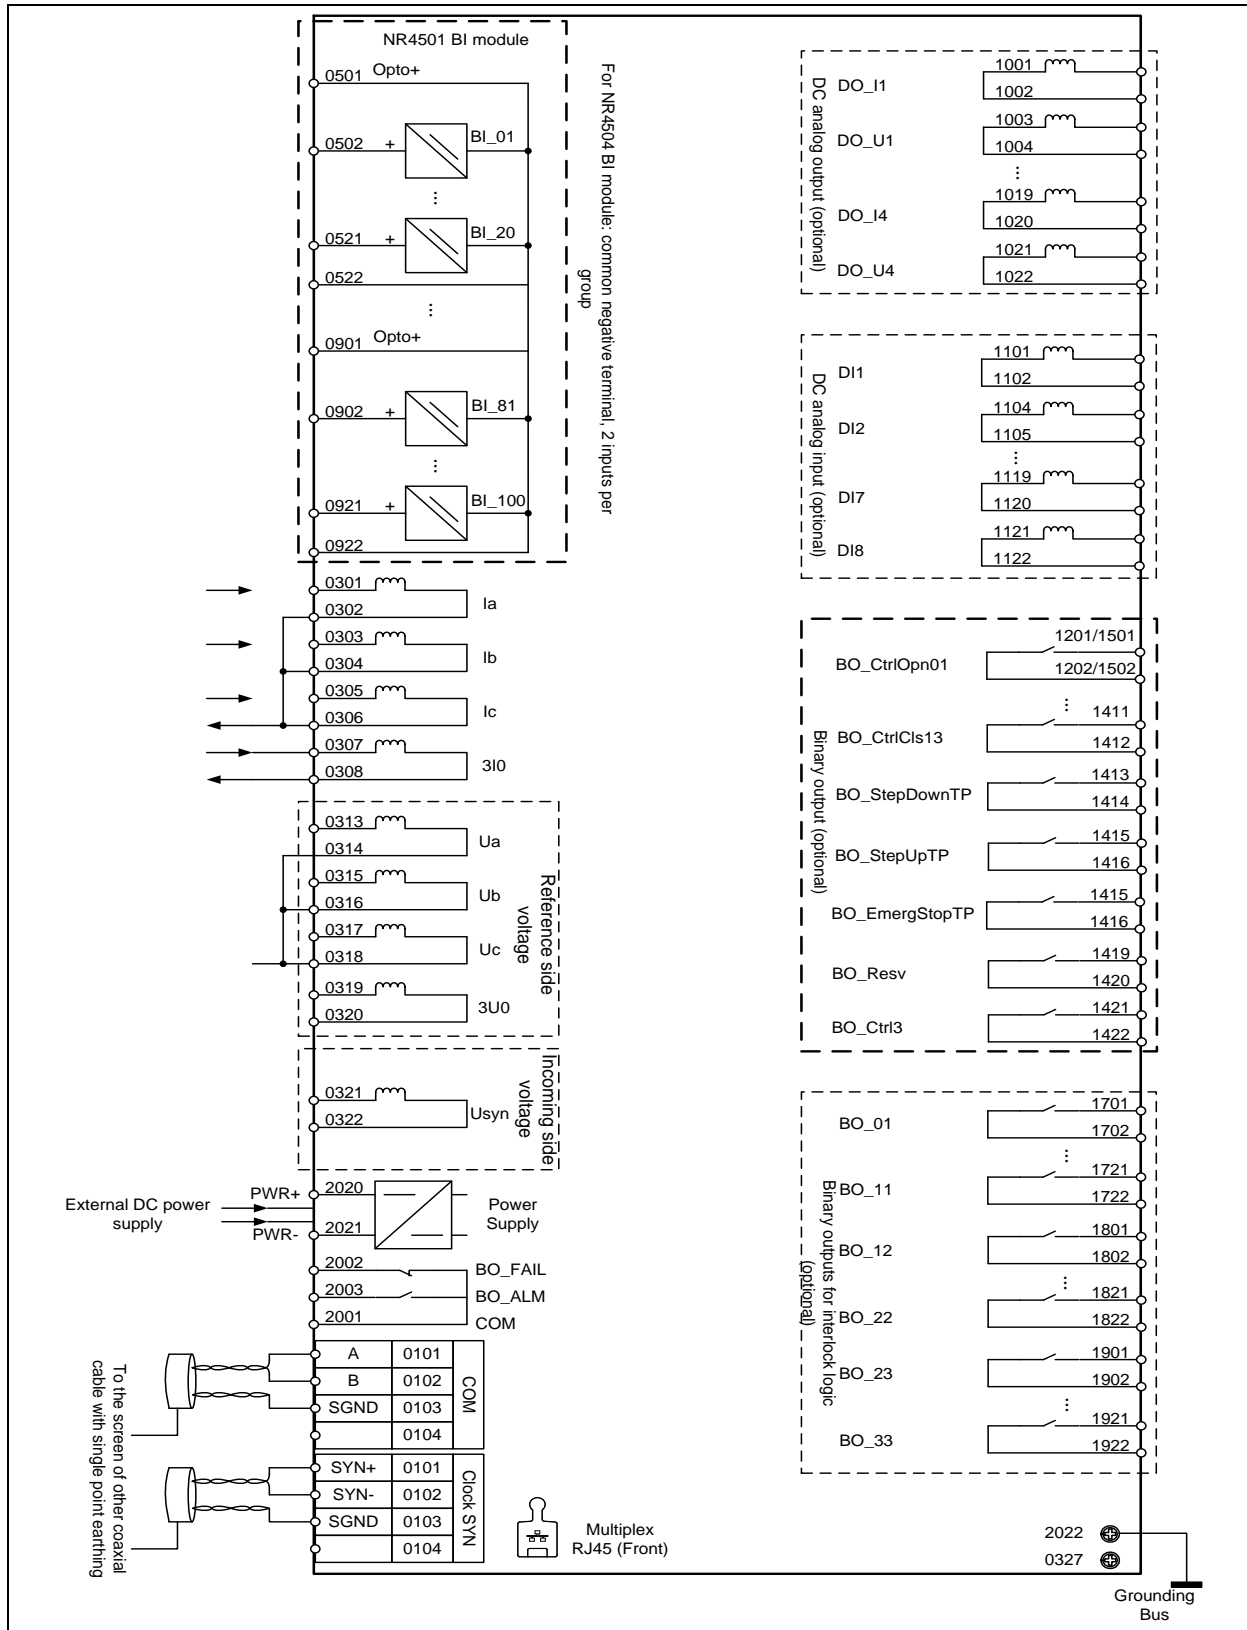 NR4501 BI module
0501 Opto+
0502 + BI_01
...
0521 + BI_20
0522
...
0901 Opto+
0902 + BI_81
...
0921 + BI_100
0922
For NR4504 BI module: common negative terminal, 2 inputs per
group
0301
0302
Ia
0303
0304
Ib
0305
0306
Ic
0307
0308
3I0
0313
0314
Ua
0315
0316
Ub
0317
0318
Uc
0319
0320
3U0
Reference side
voltage
0321
0322
Usyn
Incoming side
voltage
External DC power
supply
PWR+
2020
PWR-
2021
Power
Supply
2002
BO_FAIL
2003
BO_ALM
2001
COM
A 0101
B 0102
SGND 0103
0104
COM
SYN+ 0101
SYN- 0102
SGND 0103
0104
Clock SYN
To the screen of other coaxial
cable with single point earthing
Multiplex
RJ45 (Front)
DC analog output (optional)
DO_I1
1001
1002
DO_U1
1003
1004
...
DO_I4
1019
1020
DO_U4
1021
1022
DC analog input (optional)
DI1
1101
1102
DI2
1104
1105
...
DI7
1119
1120
DI8
1121
1122
Binary output (optional)
BO_CtrlOpn01
1201/1501
1202/1502
...
BO_CtrlCls13
1411
1412
BO_StepDownTP
1413
1414
BO_StepUpTP
1415
1416
BO_EmergStopTP
1415
1416
BO_Resv
1419
1420
BO_Ctrl3
1421
1422
Binary outputs for interlock logic
(optional)
BO_01
1701
1702
...
BO_11
1721
1722
BO_12
1801
1802
...
BO_22
1821
1822
BO_23
1901
1902
...
BO_33
1921
1922
2022
0327
Grounding
Bus